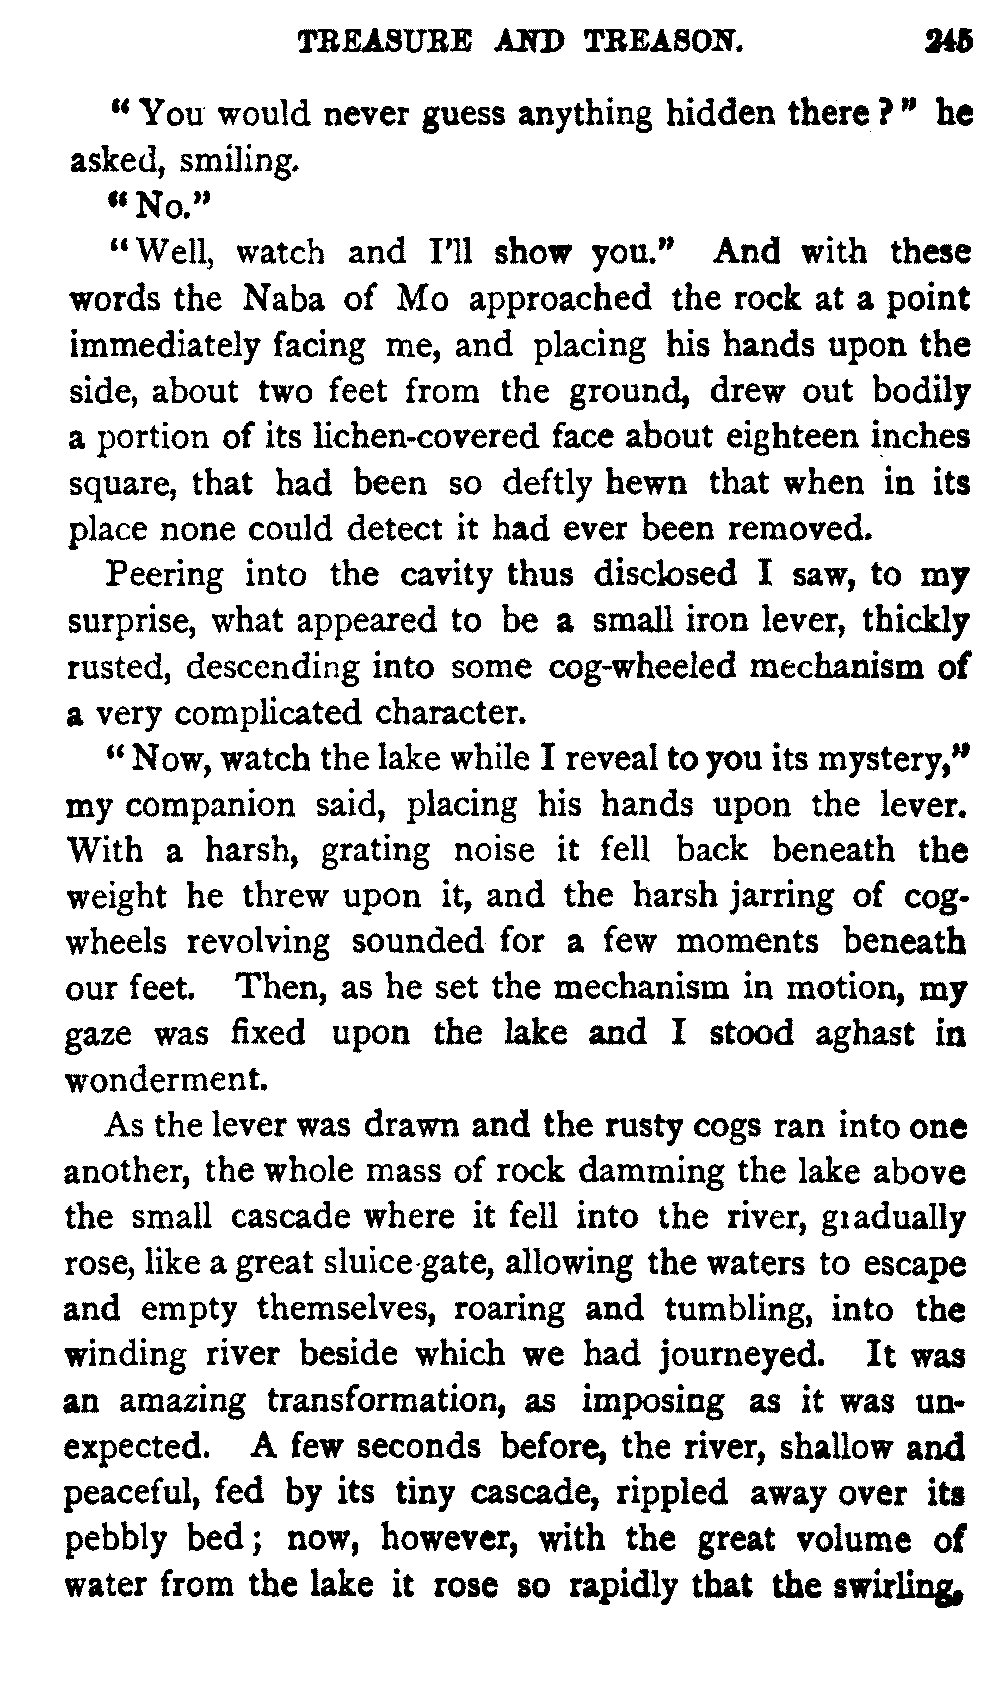 TREASURE AND TREASON. 245
"You would never guess anything hidden there?" he
asked, smiling.
"No."
"Well, watch and I'll show you." And with these
words the Naba of Mo approached the rock at a point
immediately facing me, and placing his hands upon the
side, about two feet from the ground, drew out bodily
a portion of its lichen-covered face about eighteen inches
square, that had been so deftly hewn that when in its
place none could detect it had ever been removed.
Peering into the cavity thus disclosed I saw, to my
surprise, what appeared to be a small iron lever, thickly
rusted, descending into some cog-wheeled mechanism of
a very complicated character.
"Now, watch the lake while I reveal to you its mystery,"
my companion said, placing his hands upon the lever.
With a harsh, grating noise it fell back beneath the
weight he threw upon it, and the harsh jarring of cog-
wheels revolving sounded for a few moments beneath
our feet. Then, as he set the mechanism in motion, my
gaze was fixed upon the lake and I stood aghast in
wonderment.
As the lever was drawn and the rusty cogs ran into one
another, the whole mass of rock damming the lake above
the small cascade where it fell into the river, gradually
rose, like a great sluice-gate, allowing the waters to escape
and empty themselves, roaring and tumbling, into the
winding river beside which we had journeyed. It was
an amazing transformation, as imposing as it was un-
expected. A few seconds before, the river, shallow and
peaceful, fed by its tiny cascade, rippled away over its
pebbly bed; now, however, with the great volume of
water from the lake it rose so rapidly that the swirling,